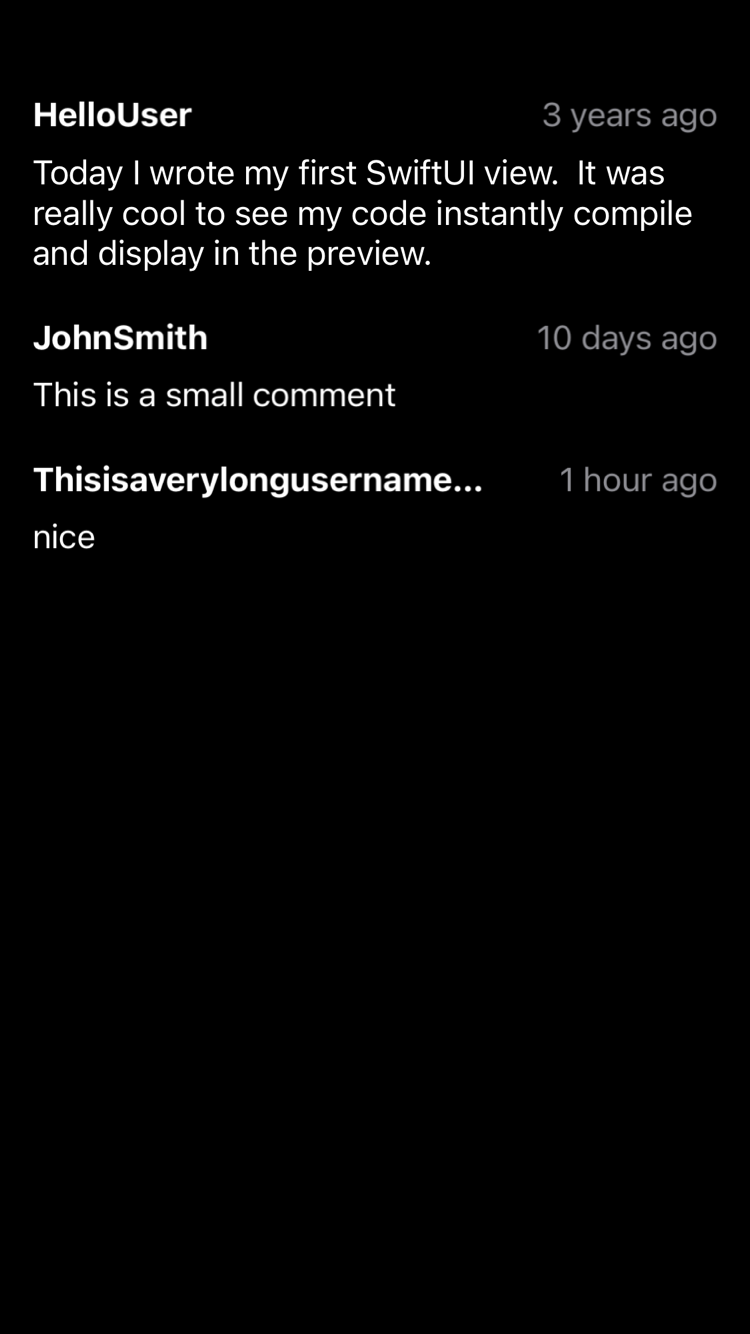 HelloUser 3 years ago
Today I wrote my first SwiftUI view.  It was
really cool to see my code instantly compile
and display in the preview.
JohnSmith 10 days ago
This is a small comment
Thisisaverylongusername... 1 hour ago
nice